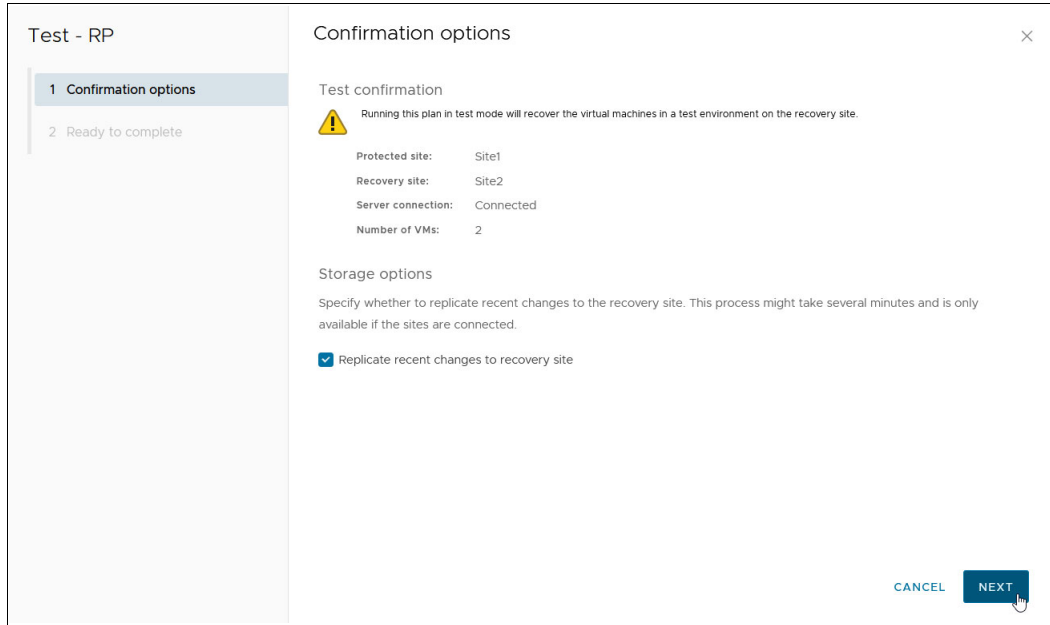 Test - RP
1 Confirmation options
2 Ready to complete
Confirmation options
Test confirmation
Running this plan in test mode will recover the virtual machines in a test environment on the recovery site.
Protected site: Site1
Recovery site: Site2
Server connection: Connected
Number of VMs: 2
Storage options
Specify whether to replicate recent changes to the recovery site. This process might take several minutes and is only
available if the sites are connected.
Replicate recent changes to recovery site
CANCEL NEXT